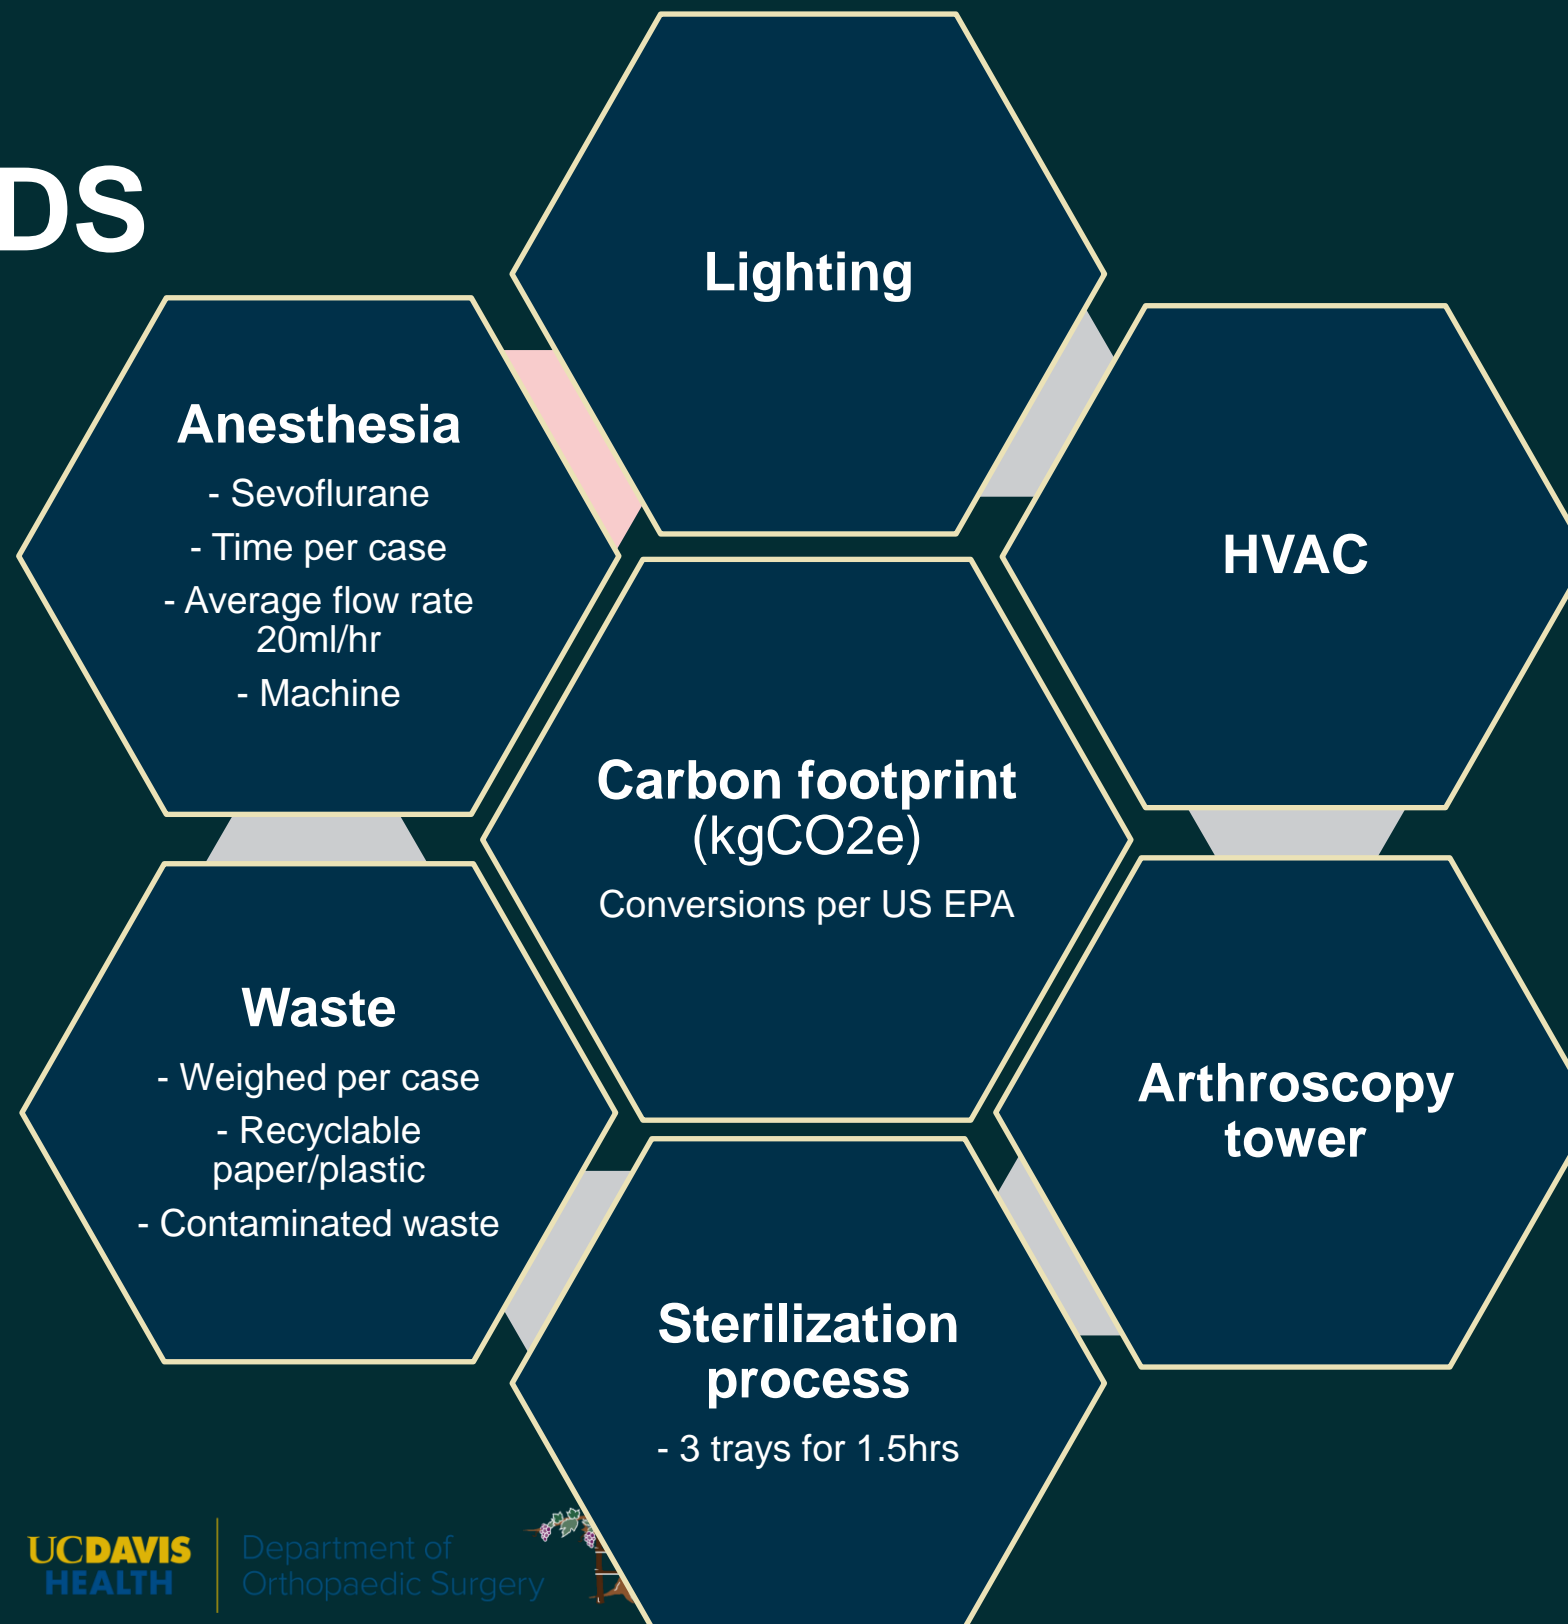 DS
Lighting
Anesthesia
- Sevoflurane
- Time per case
- Average flow rate
20ml/hr
- Machine
HVAC
Carbon footprint
(kgCO2e)
Conversions per US EPA
Waste
- Weighed per case
- Recyclable
paper/plastic
- Contaminated waste
Arthroscopy
tower
Sterilization
process
- 3 trays for 1.5hrs
UCDAVIS
HEALTH
Department of
Orthopaedic Surgery